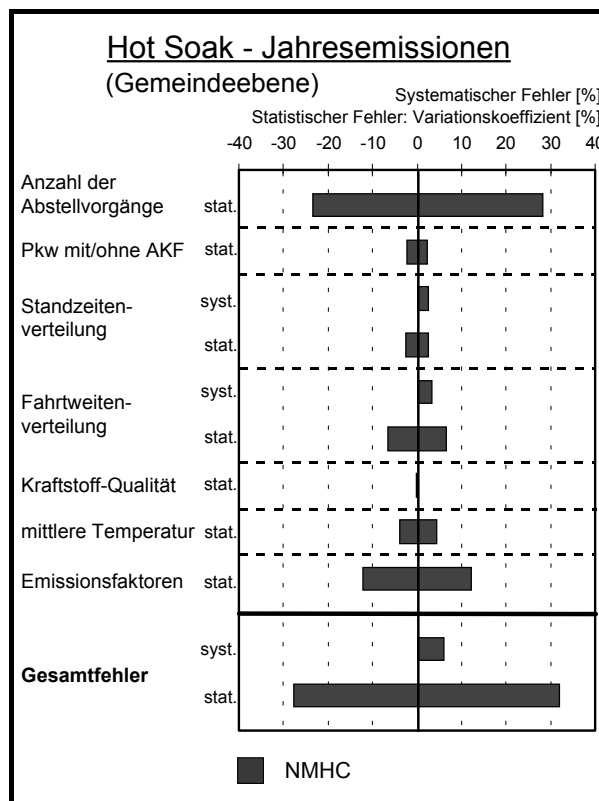 Hot Soak - Jahresemissionen
(Gemeindeebene)
Systematischer Fehler [%]
Statistischer Fehler: Variationskoeffizient [%]
-40 -30 -20 -10 0 10 20 30 40
Anzahl der
Abstellvorgänge stat.
Pkw mit/ohne AKF stat.
syst.
Standzeiten-
verteilung
stat.
syst.
Fahrtweiten-
verteilung
stat.
Kraftstoff-Qualität stat.
mittlere Temperatur stat.
Emissionsfaktoren stat.
syst.
Gesamtfehler
stat.
NMHC